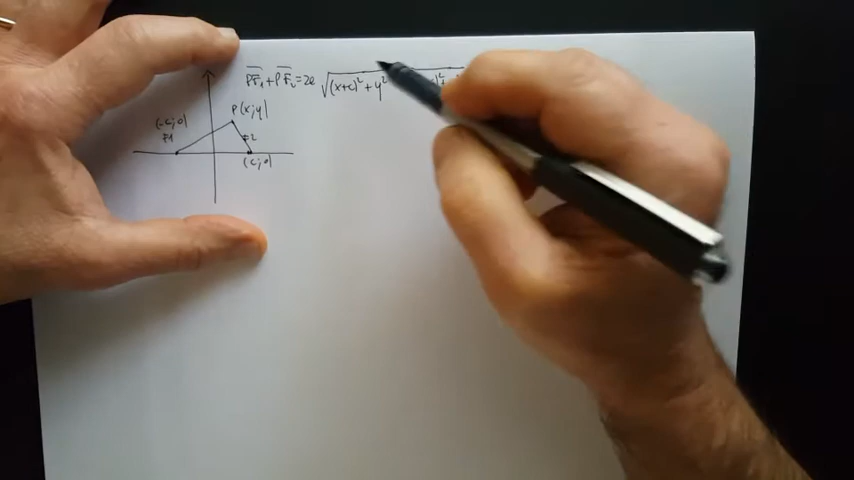 PF1 + PF2 = 2a √(x+c)² + y²
P(x;y)
(-c;0)
F1
F2
(c;0)